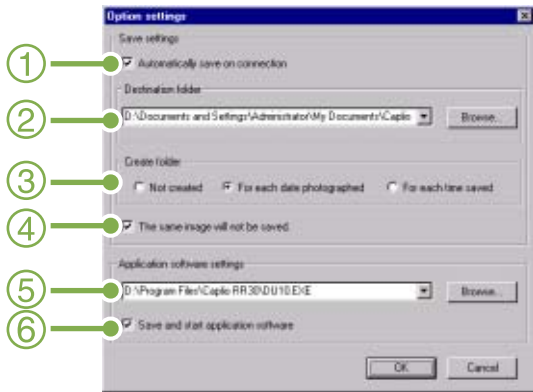 Option settings
Save settings
① Automatically save on connection
Destination folder
② D:\Documents and Settings\Administrator\My Documents\Caplio Browse...
Create folder
③ Not created For each date photographed For each time saved
④ The same image will not be saved.
Application software settings
⑤ D:\Program Files\Caplio RR30\DU10.EXE Browse...
⑥ Save and start application software
OK Cancel